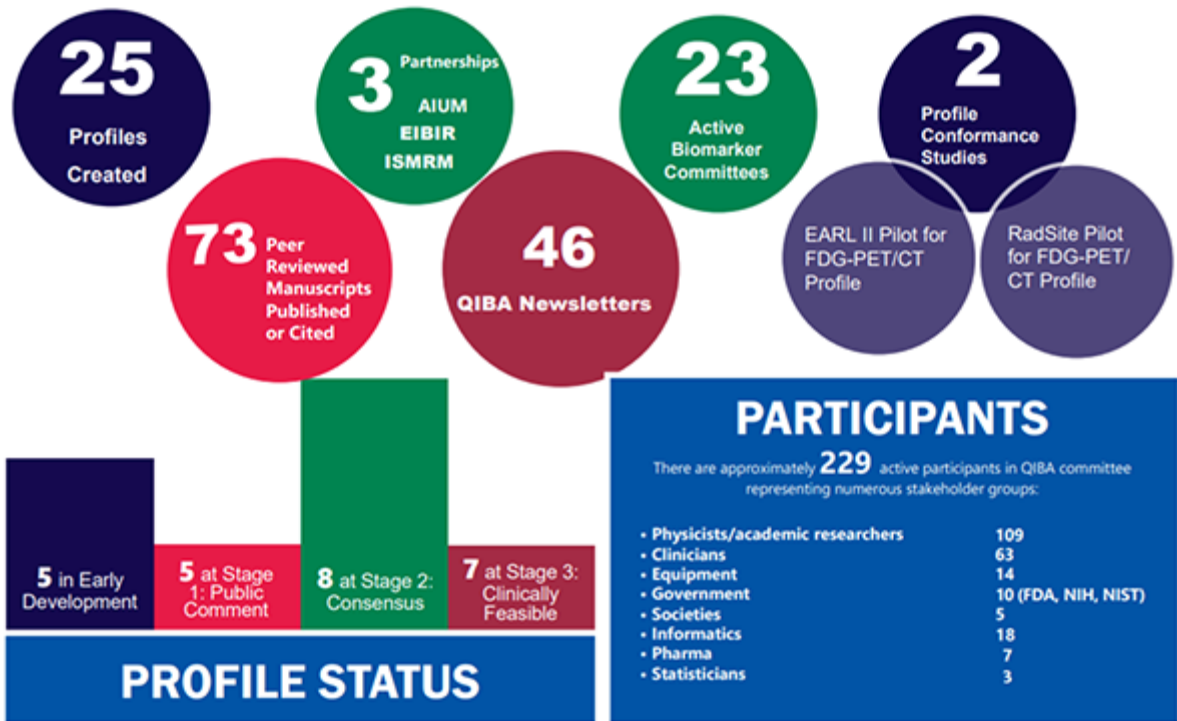 25
Profiles
Created
3
Partnerships
AIUM
EIBIR
ISMRM
23
Active
Biomarker
Committees
2
Profile
Conformance
Studies
73
Peer
Reviewed
Manuscripts
Published
or Cited
46
QIBA Newsletters
EARL II Pilot for
FDG-PET/CT
Profile
RadSite Pilot
for FDG-PET/
CT Profile
5 in Early
Development
5 at Stage
1: Public
Comment
8 at Stage 2:
Consensus
7 at Stage 3:
Clinically
Feasible
PROFILE STATUS
PARTICIPANTS
There are approximately 229 active participants in QIBA committee
representing numerous stakeholder groups:
• Physicists/academic researchers 109
• Clinicians 63
• Equipment 14
• Government 10 (FDA, NIH, NIST)
• Societies 5
• Informatics 18
• Pharma 7
• Statisticians 3